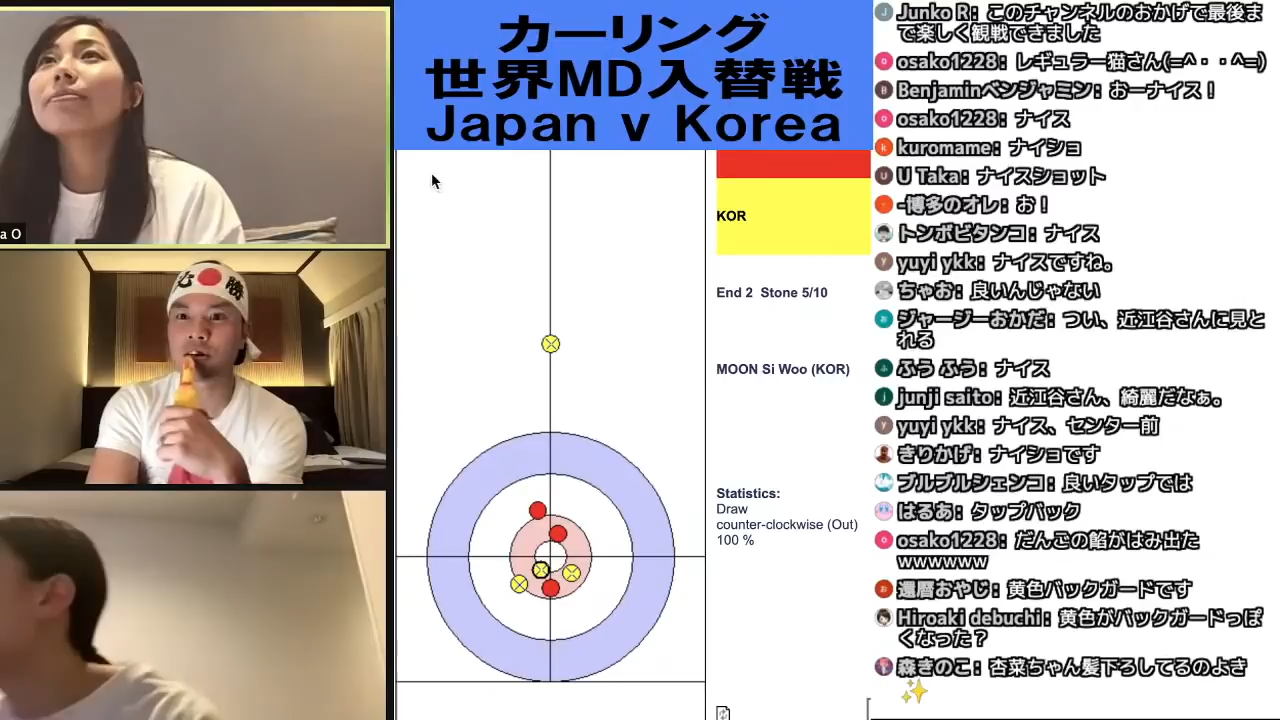 a O
必 勝
カーリング
世界MD入替戦
Japan v Korea
KOR
End 2 Stone 5/10
MOON Si Woo (KOR)
Statistics:
Draw
counter-clockwise (Out)
100 %
Junko R: このチャンネルのおかげで最後ま
で楽しく観戦できました
osako1228: レギュラー猫さん(=^・・^=)
Benjaminベンジャミン: おーナイス！
osako1228: ナイス
kuromame: ナイショ
U Taka: ナイスショット
-博多のオレ: お！
トンボビタンコ: ナイス
yuyi ykk: ナイスですね。
ちゃお: 良いんじゃない
ジャージーおかだ: つい、近江谷さんに見と
れる
ふう ふう: ナイス
junji saito: 近江谷さん、綺麗だなぁ。
yuyi ykk: ナイス、センター前
きりかげ: ナイショです
ブルブルシェンコ: 良いタップでは
はるあ: タップバック
osako1228: だんごの餡がはみ出た
wwwwww
還暦おやじ: 黄色バックガードです
Hiroaki debuchi: 黄色がバックガードっぽ
くなった？
森きのこ: 杏菜ちゃん髪下ろしてるのよき
✨